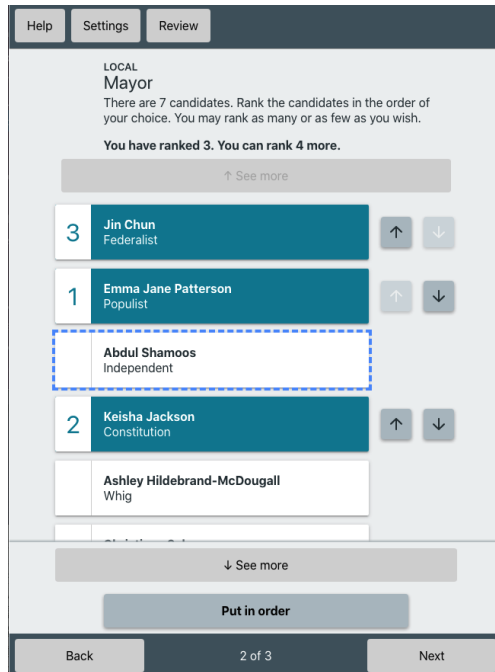 Help Settings Review
LOCAL
Mayor
There are 7 candidates. Rank the candidates in the order of
your choice. You may rank as many or as few as you wish.
You have ranked 3. You can rank 4 more.
↑ See more
3 Jin Chun
Federalist
↑ ↓
1 Emma Jane Patterson
Populist
↑ ↓
Abdul Shamoos
Independent
2 Keisha Jackson
Constitution
↑ ↓
Ashley Hildebrand-McDougall
Whig
↓ See more
Put in order
Back 2 of 3 Next